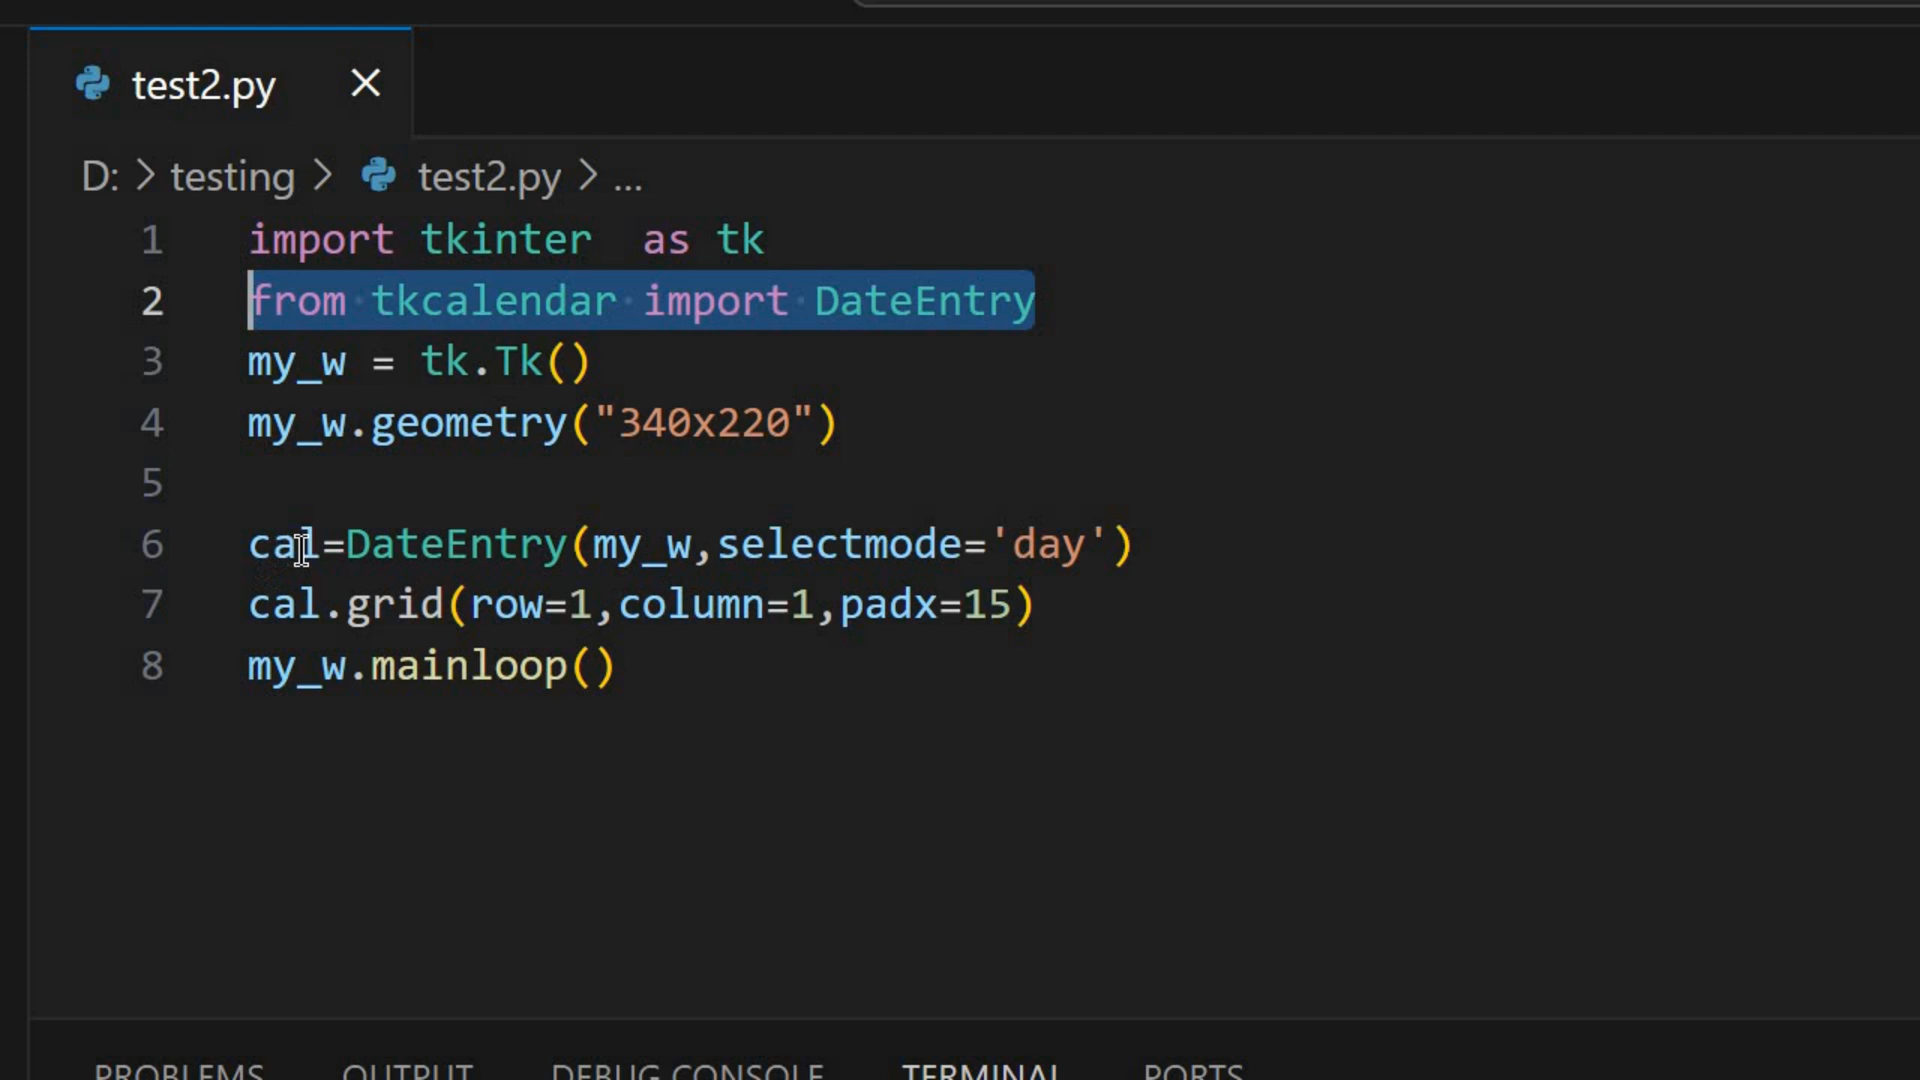 test2.py
D: > testing > test2.py > ...
1 import tkinter  as tk
2 from tkcalendar import DateEntry
3 my_w = tk.Tk()
4 my_w.geometry("340x220")
5
6 cal=DateEntry(my_w,selectmode='day')
7 cal.grid(row=1,column=1,padx=15)
8 my_w.mainloop()
PROBLEMS OUTPUT DEBUG CONSOLE TERMINAL PORTS